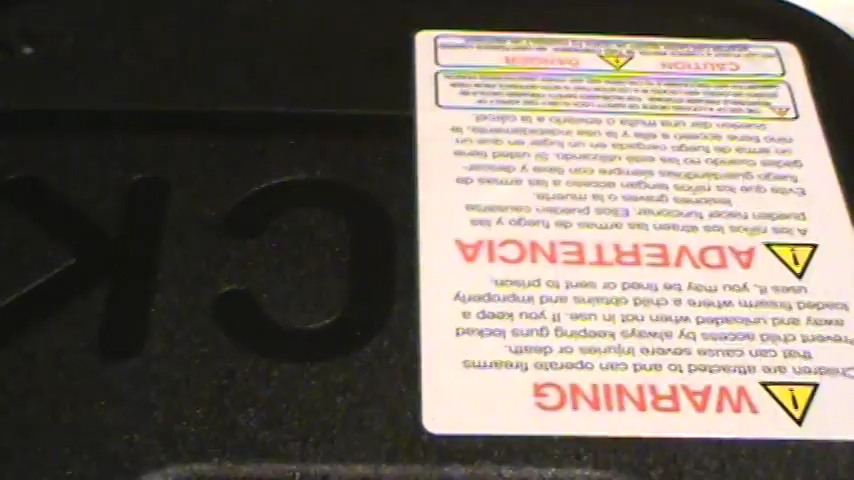 WARNING
Children are attracted to and can operate firearms
that can cause severe injuries or death.
Prevent child access by always keeping guns locked
away and unloaded when not in use. If you keep a
loaded firearm where a child obtains and improperly
uses it, you may be fined or sent to prison.
ADVERTENCIA
A los niños los atraen las armas de fuego y las
pueden hacer funcionar. Ellos pueden causarse
lesiones graves o la muerte.
Evite que los niños tengan acceso a las armas de
fuego guardándolas siempre con llave y descar-
gadas cuando no las esté utilizando. Si usted tiene
un arma de fuego cargada en un lugar en que un
niño tiene acceso a ella y la usa indebidamente, le
pueden dar una multa o enviarlo a la cárcel.
CAUTION
DANGER
CK